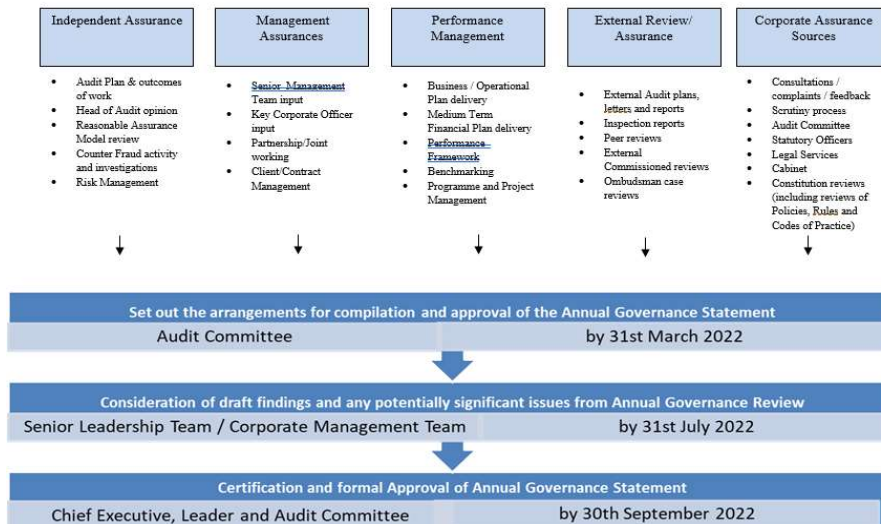 Independent Assurance
Audit Plan & outcomes
of work
Head of Audit opinion
Reasonable Assurance
Model review
Counter Fraud activity
and investigations
Risk Management
Management
Assurances
Senior Management
Team input
Key Corporate Officer
input
Partnership/Joint
working
Client/Contract
Management
Performance
Management
Business / Operational
Plan delivery
Medium Term
Financial Plan delivery
Performance
Framework
Benchmarking
Programme and Project
Management
External Review/
Assurance
External Audit plans,
letters and reports
Inspection reports
Peer reviews
External
Commissioned reviews
Ombudsman case
reviews
Corporate Assurance
Sources
Consultations /
complaints / feedback
Scrutiny process
Audit Committee
Statutory Officers
Legal Services
Cabinet
Constitution reviews
(including reviews of
Policies, Rules and
Codes of Practice)
Set out the arrangements for compilation and approval of the Annual Governance Statement
Audit Committee by 31st March 2022
Consideration of draft findings and any potentially significant issues from Annual Governance Review
Senior Leadership Team / Corporate Management Team by 31st July 2022
Certification and formal Approval of Annual Governance Statement
Chief Executive, Leader and Audit Committee by 30th September 2022